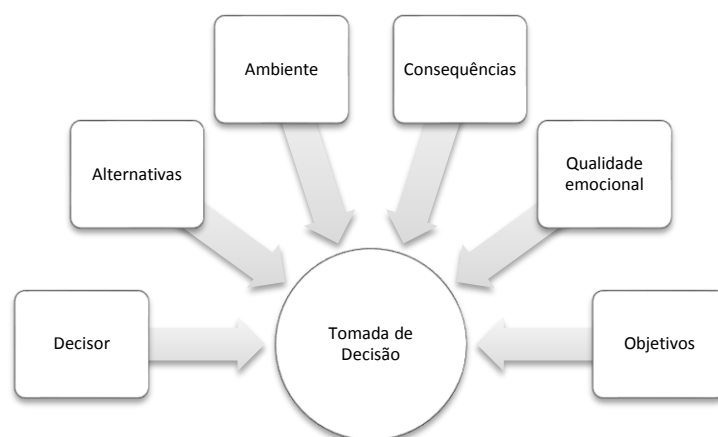 Ambiente
Consequências
Alternativas
Qualidade
emocional
Decisor
Tomada de
Decisão
Objetivos